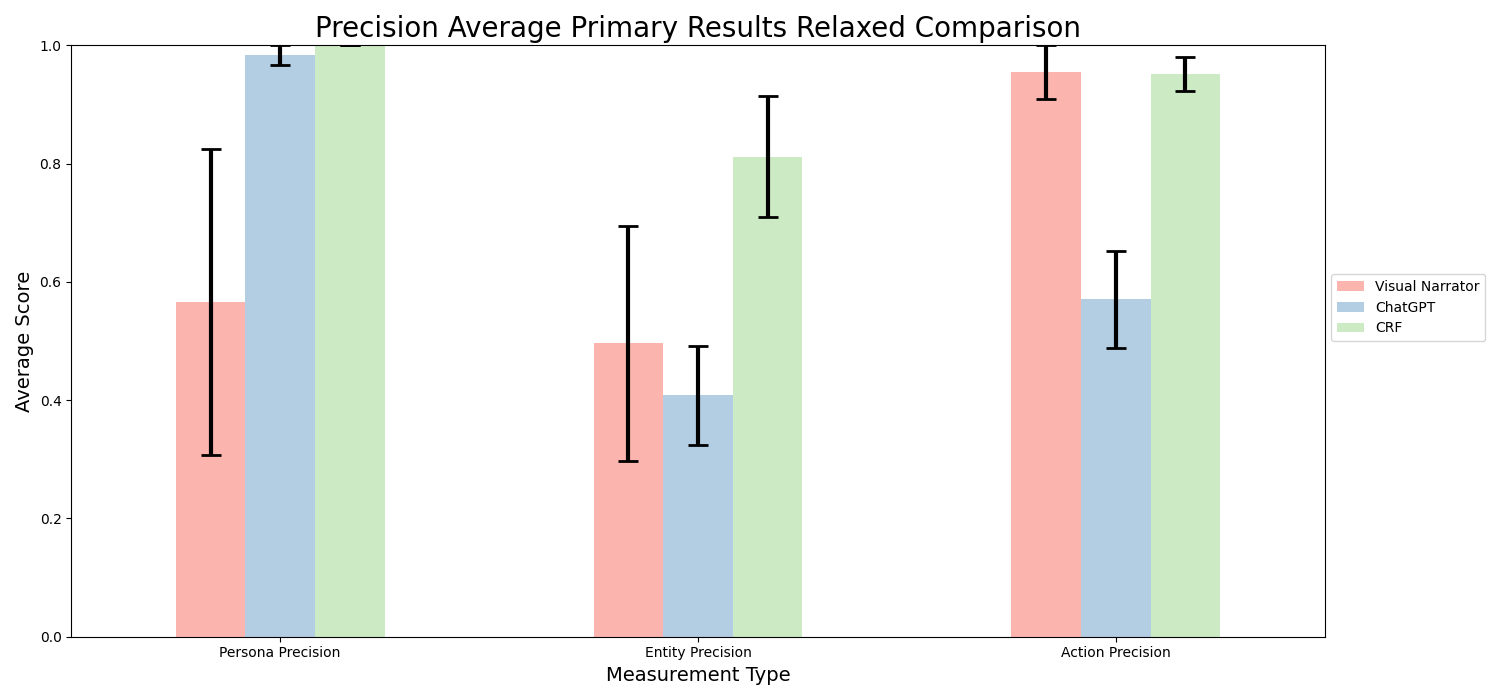 Precision Average Primary Results Relaxed Comparison
Average Score
1.0
0.8
0.6
0.4
0.2
0.0
Persona Precision
Entity Precision
Action Precision
Measurement Type
Visual Narrator
ChatGPT
CRF